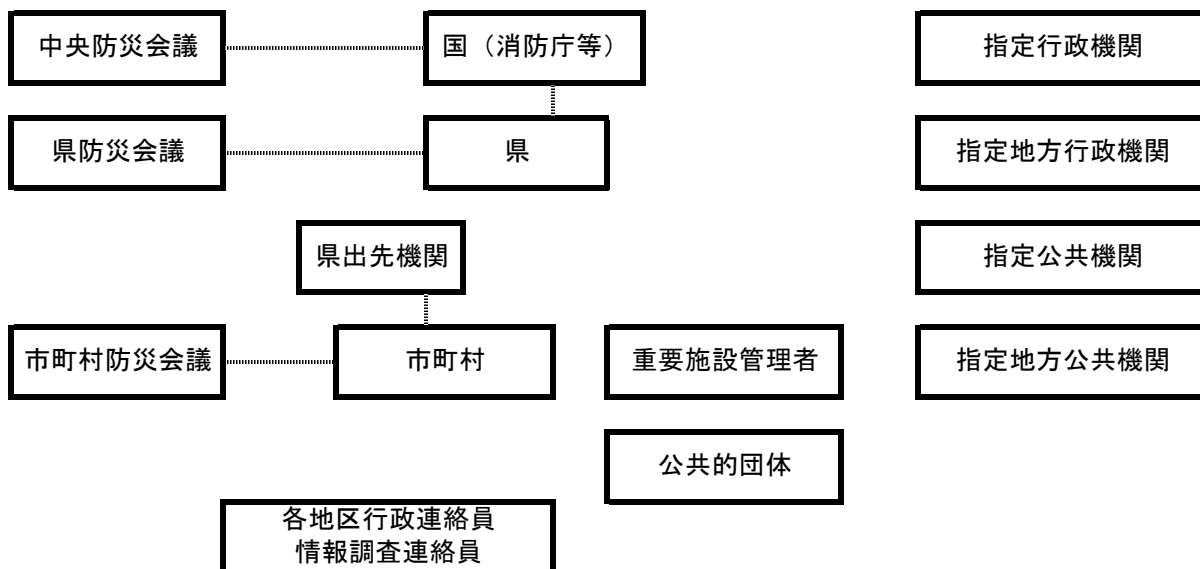 中央防災会議
国（消防庁等）
指定行政機関
県防災会議
県
指定地方行政機関
県出先機関
指定公共機関
市町村防災会議
市町村
重要施設管理者
指定地方公共機関
公共的団体
各地区行政連絡員
情報調査連絡員